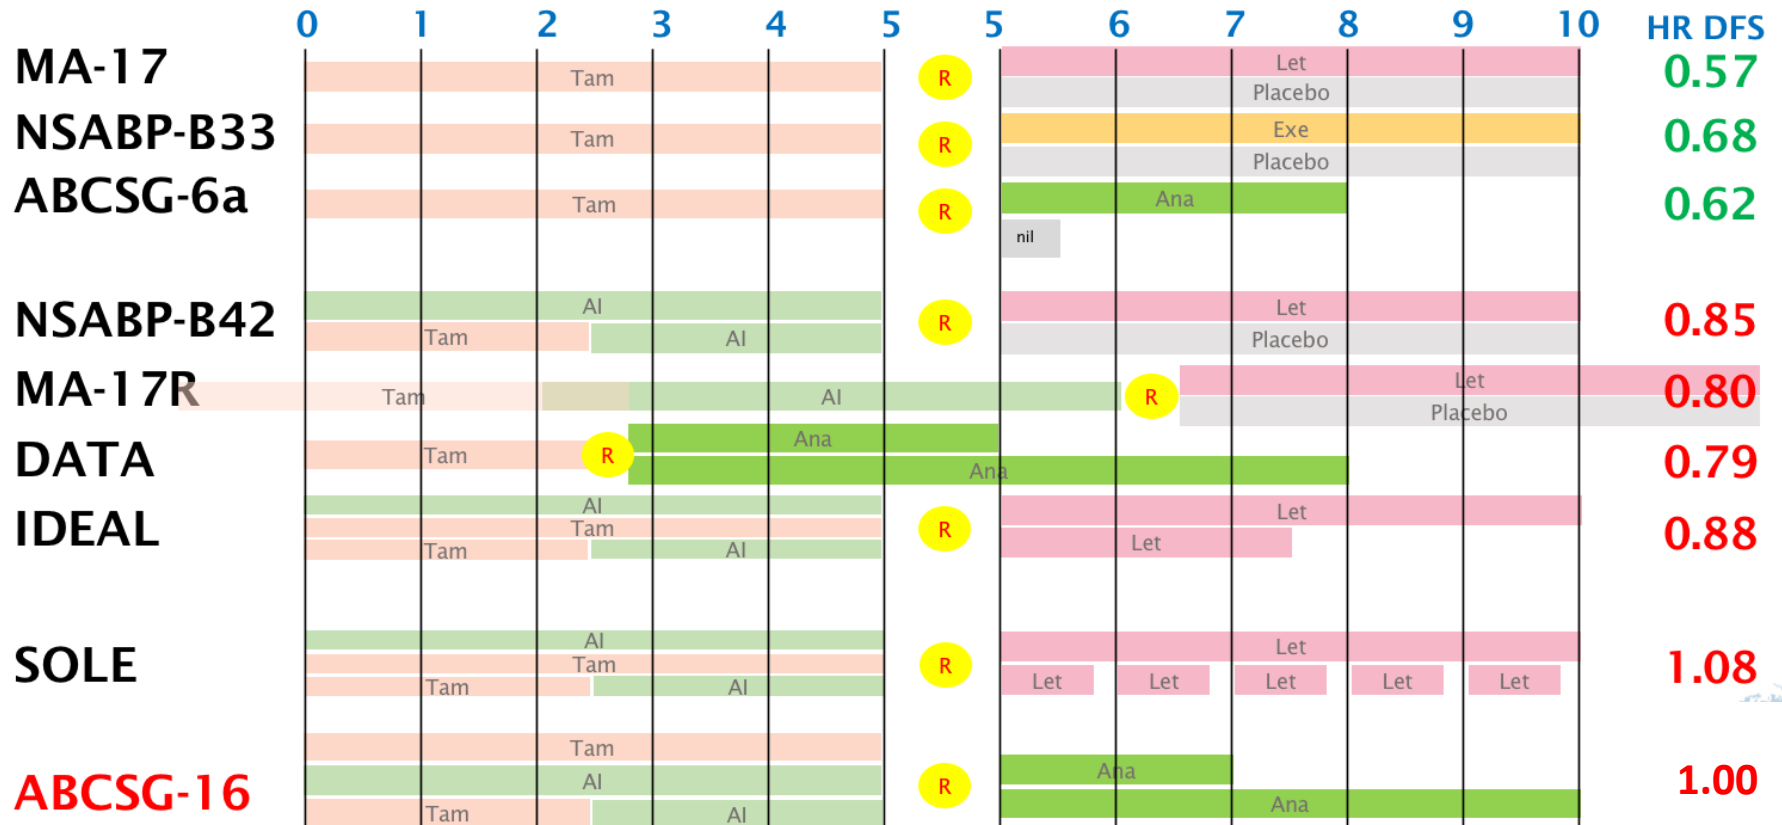 0 1 2 3 4 5 5 6 7 8 9 10 HR DFS
MA-17 Tam R Let 0.57
Placebo
NSABP-B33 Tam R Exe 0.68
Placebo
ABCSG-6a Tam R Ana 0.62
nil
NSABP-B42 AI R Let 0.85
Tam AI Placebo
MA-17R Tam AI R Let 0.80
Placebo
DATA Tam R Ana 0.79
Ana
IDEAL AI R Let 0.88
Tam
Tam AI Let
SOLE AI R Let 1.08
Tam
Tam AI Let Let Let Let Let
ABCSG-16 Tam R Ana 1.00
AI
Tam AI Ana